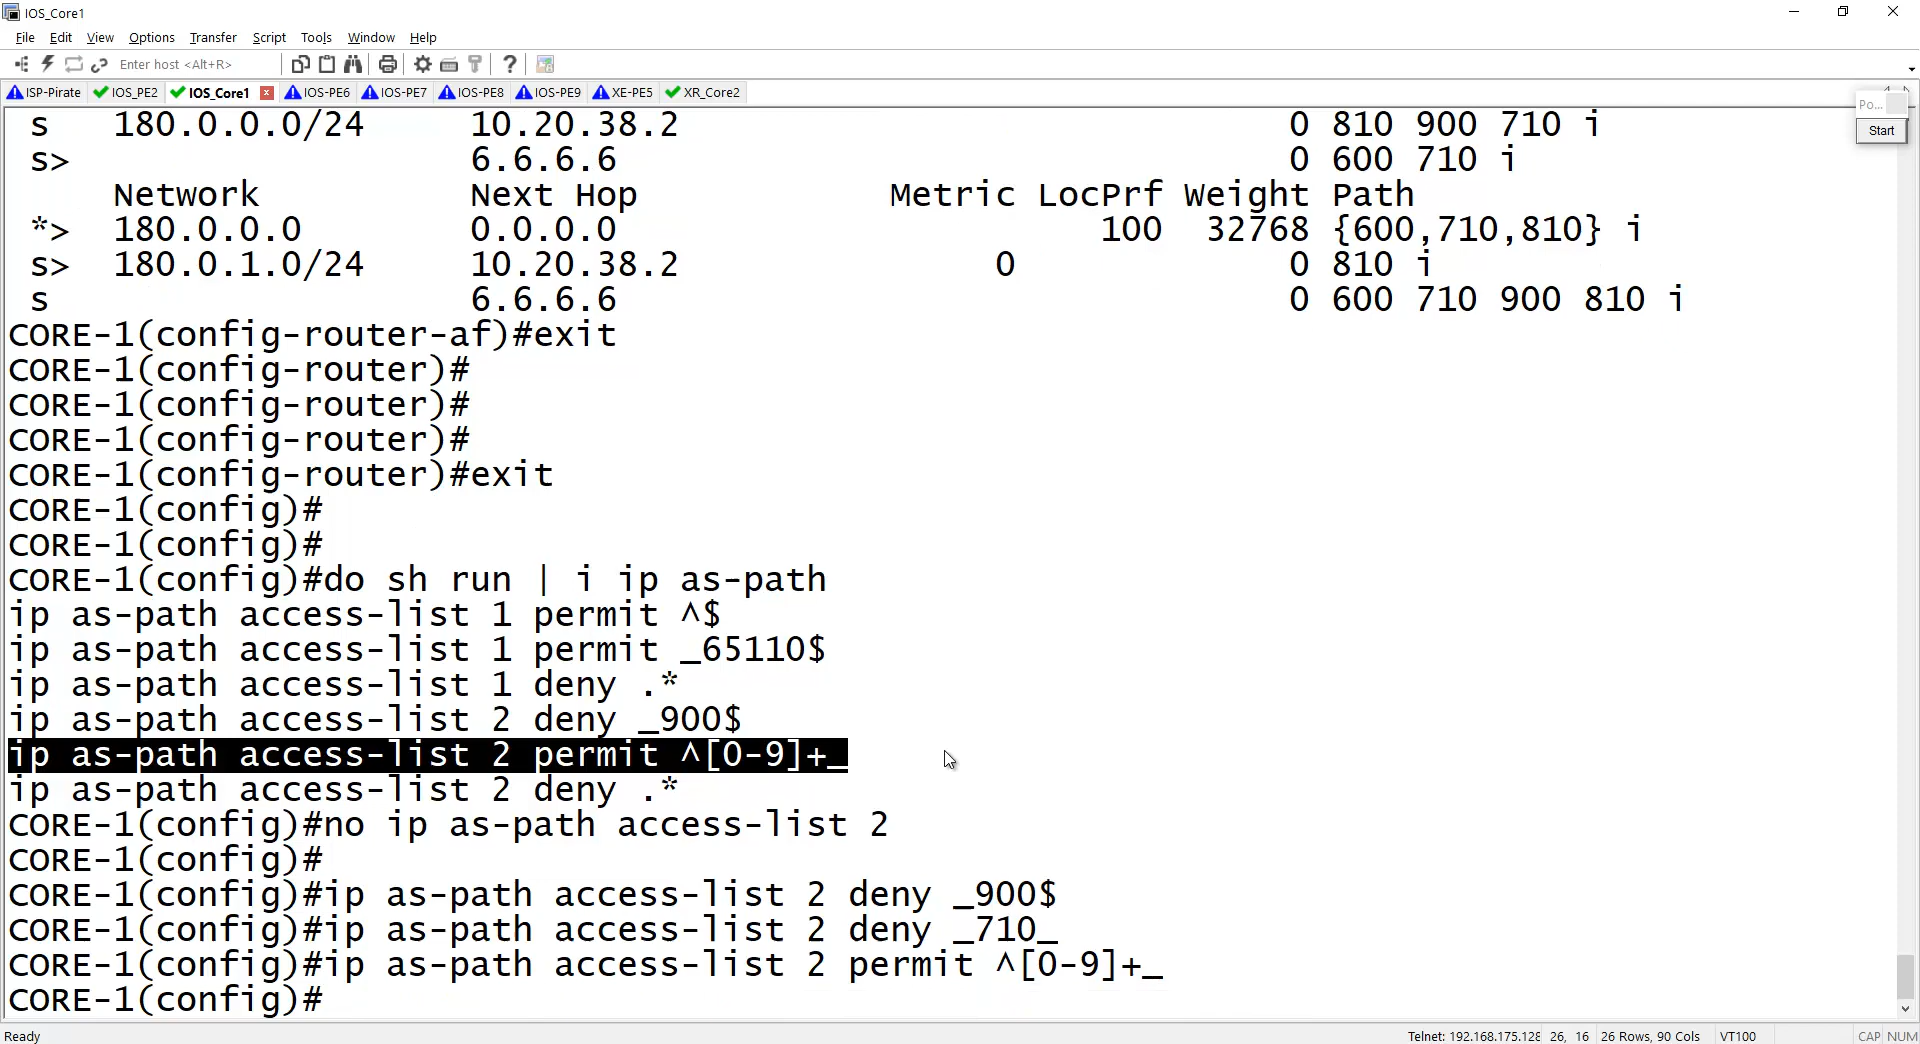 IOS_Core1
File Edit View Options Transfer Script Tools Window Help
Enter host <Alt+R>
ISP-Pirate IOS_PE2 IOS_Core1 IOS-PE6 IOS-PE7 IOS-PE8 IOS-PE9 XE-PE5 XR_Core2
Po...
Start
s 180.0.0.0/24 10.20.38.2 0 810 900 710 i
s> 6.6.6.6 0 600 710 i
Network Next Hop Metric LocPrf Weight Path
*> 180.0.0.0 0.0.0.0 100 32768 {600,710,810} i
s> 180.0.1.0/24 10.20.38.2 0 0 810 i
s 6.6.6.6 0 600 710 900 810 i
CORE-1(config-router-af)#exit
CORE-1(config-router)#
CORE-1(config-router)#
CORE-1(config-router)#
CORE-1(config-router)#exit
CORE-1(config)#
CORE-1(config)#
CORE-1(config)#do sh run | i ip as-path
ip as-path access-list 1 permit ^$
ip as-path access-list 1 permit _65110$
ip as-path access-list 1 deny .*
ip as-path access-list 2 deny _900$
ip as-path access-list 2 permit ^[0-9]+_
ip as-path access-list 2 deny .*
CORE-1(config)#no ip as-path access-list 2
CORE-1(config)#
CORE-1(config)#ip as-path access-list 2 deny _900$
CORE-1(config)#ip as-path access-list 2 deny _710_
CORE-1(config)#ip as-path access-list 2 permit ^[0-9]+_
CORE-1(config)#
Ready Telnet: 192.168.175.128 26, 16 26 Rows, 90 Cols VT100 CAP NUM